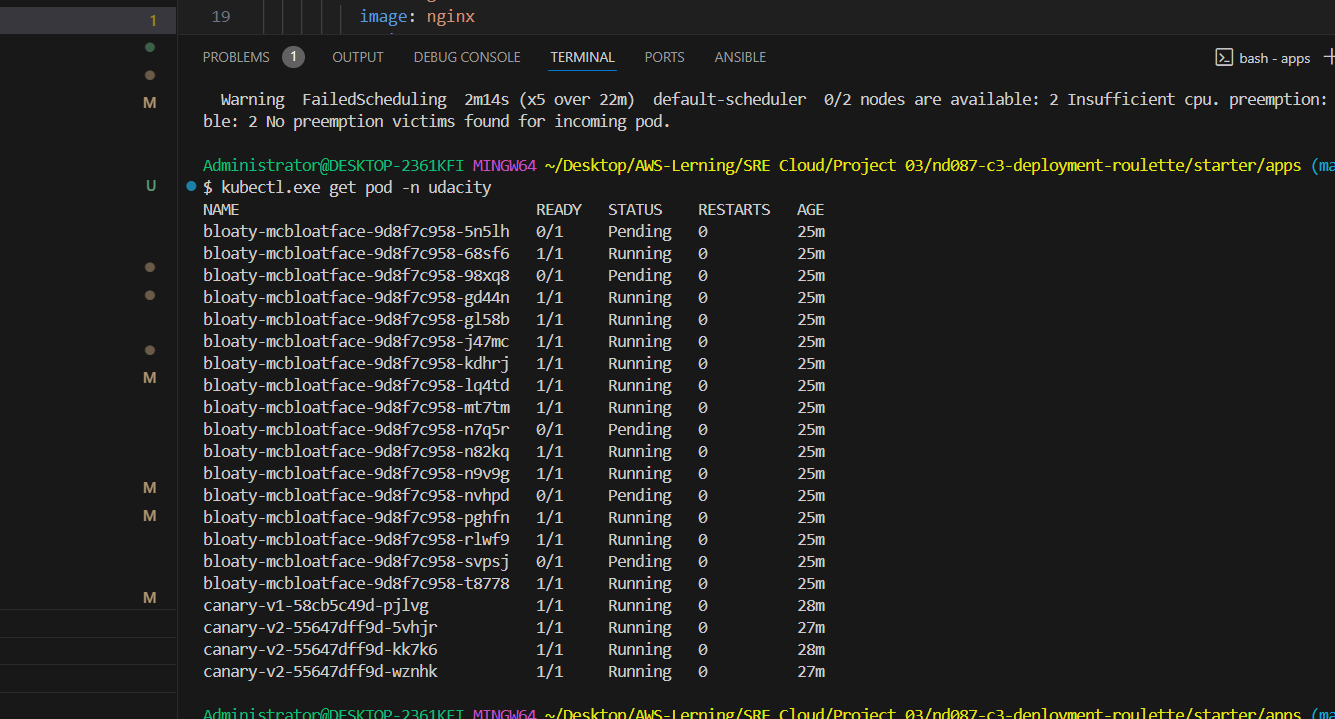 1
19 image: nginx
PROBLEMS 1 OUTPUT DEBUG CONSOLE TERMINAL PORTS ANSIBLE bash - apps +
M
Warning FailedScheduling 2m14s (x5 over 22m) default-scheduler 0/2 nodes are available: 2 Insufficient cpu. preemption:
ble: 2 No preemption victims found for incoming pod.
Administrator@DESKTOP-2361KFI MINGW64 ~/Desktop/AWS-Lerning/SRE Cloud/Project 03/nd087-c3-deployment-roulette/starter/apps (ma
U
$ kubectl.exe get pod -n udacity
NAME READY STATUS RESTARTS AGE
bloaty-mcbloatface-9d8f7c958-5n5lh 0/1 Pending 0 25m
bloaty-mcbloatface-9d8f7c958-68sf6 1/1 Running 0 25m
bloaty-mcbloatface-9d8f7c958-98xq8 0/1 Pending 0 25m
bloaty-mcbloatface-9d8f7c958-gd44n 1/1 Running 0 25m
bloaty-mcbloatface-9d8f7c958-gl58b 1/1 Running 0 25m
bloaty-mcbloatface-9d8f7c958-j47mc 1/1 Running 0 25m
bloaty-mcbloatface-9d8f7c958-kdhrj 1/1 Running 0 25m
M
bloaty-mcbloatface-9d8f7c958-lq4td 1/1 Running 0 25m
bloaty-mcbloatface-9d8f7c958-mt7tm 1/1 Running 0 25m
bloaty-mcbloatface-9d8f7c958-n7q5r 0/1 Pending 0 25m
bloaty-mcbloatface-9d8f7c958-n82kq 1/1 Running 0 25m
bloaty-mcbloatface-9d8f7c958-n9v9g 1/1 Running 0 25m
M
bloaty-mcbloatface-9d8f7c958-nvhpd 0/1 Pending 0 25m
M
bloaty-mcbloatface-9d8f7c958-pghfn 1/1 Running 0 25m
bloaty-mcbloatface-9d8f7c958-rlwf9 1/1 Running 0 25m
bloaty-mcbloatface-9d8f7c958-svpsj 0/1 Pending 0 25m
bloaty-mcbloatface-9d8f7c958-t8778 1/1 Running 0 25m
M
canary-v1-58cb5c49d-pjlvg 1/1 Running 0 28m
canary-v2-55647dff9d-5vhjr 1/1 Running 0 27m
canary-v2-55647dff9d-kk7k6 1/1 Running 0 28m
canary-v2-55647dff9d-wznhk 1/1 Running 0 27m
Administrator@DESKTOP-2361KFI MINGW64 ~/Desktop/AWS-Lerning/SRE Cloud/Project 03/nd087-c3-deployment-roulette/starter/apps (ma